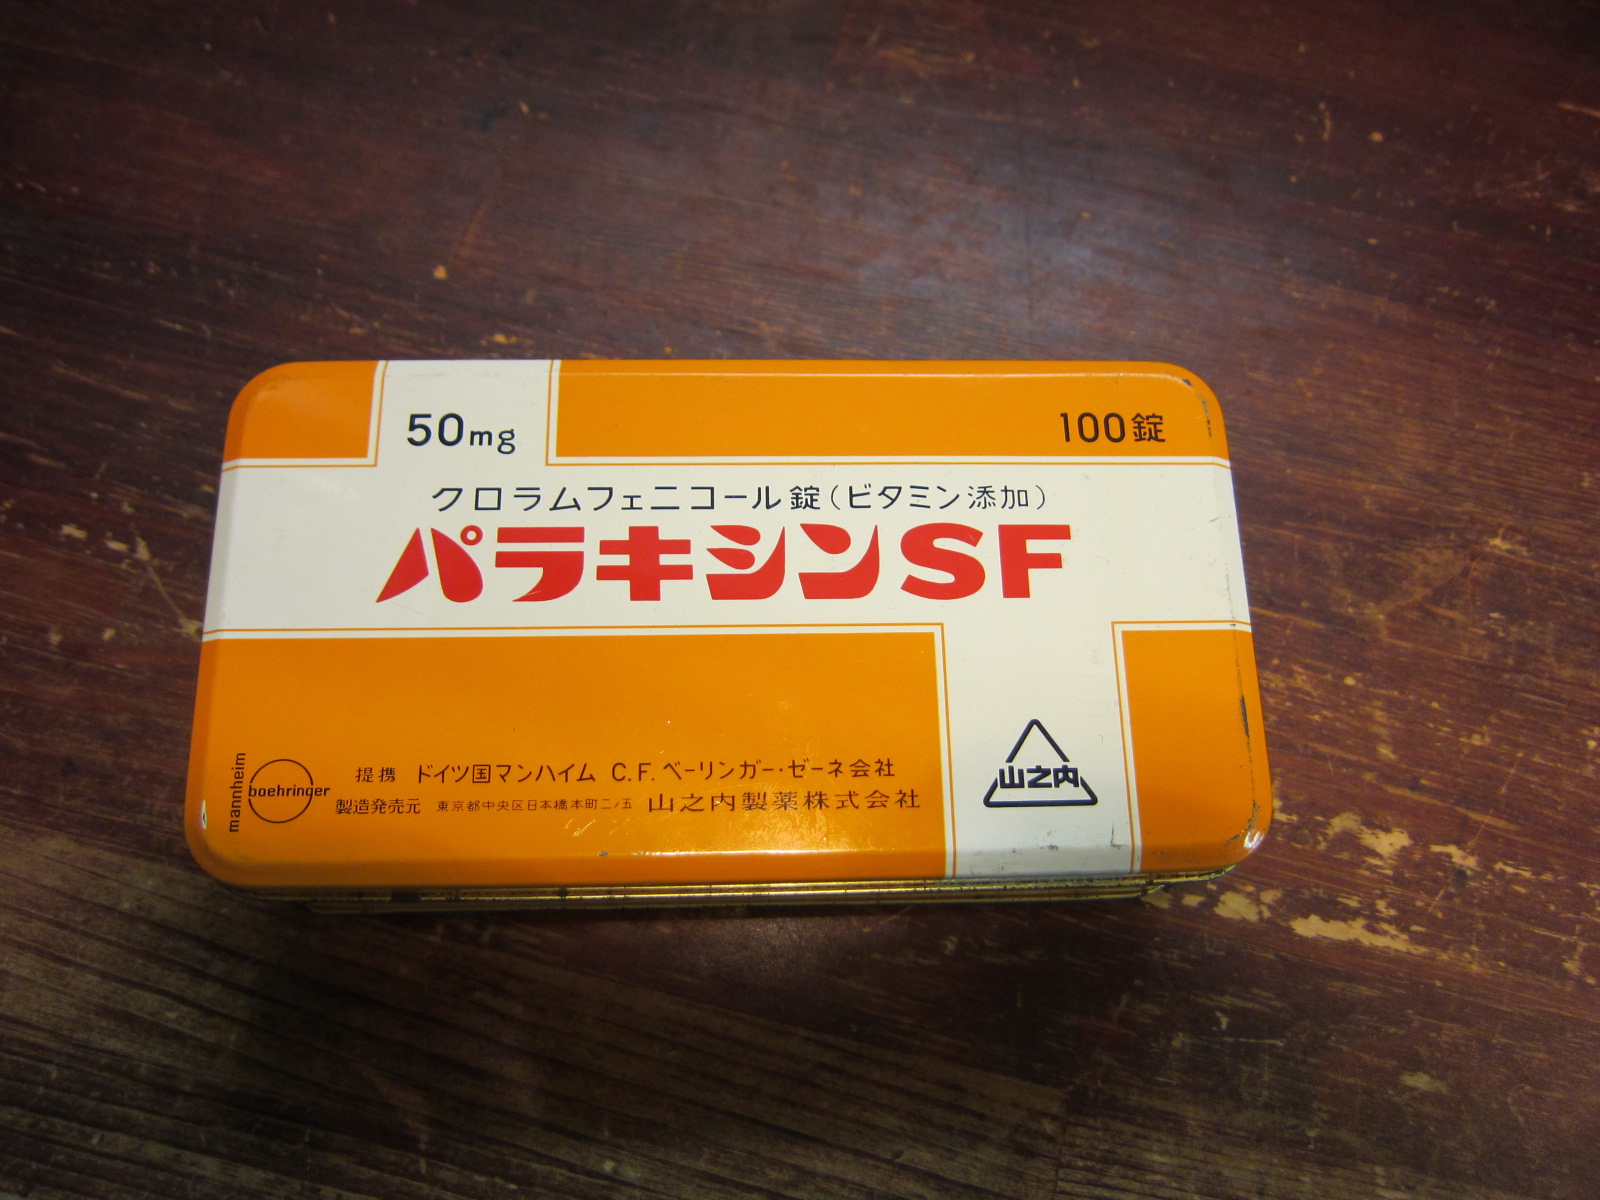 50mg
100錠
クロラムフェニコール錠(ビタミン添加)
パラキシンSF
mannheim
boehringer
提携 ドイツ国マンハイム C.F.ベーリンガー・ゼーネ会社
製造発売元 東京都中央区日本橋本町二ノ五 山之内製薬株式会社
山之内